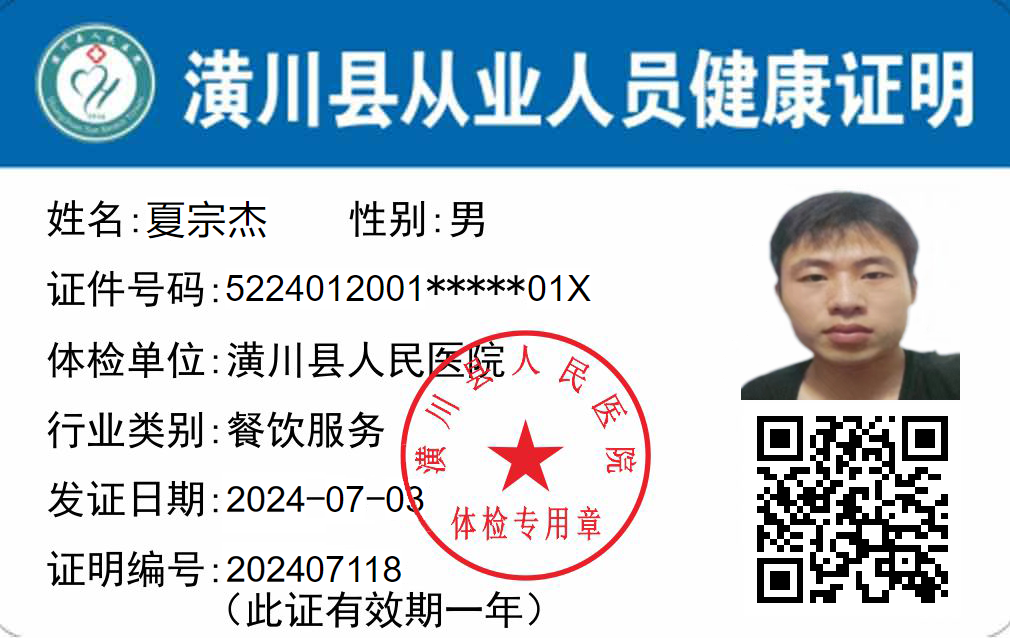 潢川县从业人员健康证明
姓名:夏宗杰 性别:男
证件号码:5224012001*****01X
体检单位:潢川县人民医院
行业类别:餐饮服务
发证日期:2024-07-03
证明编号:202407118
（此证有效期一年）
潢川县人民医院
体检专用章